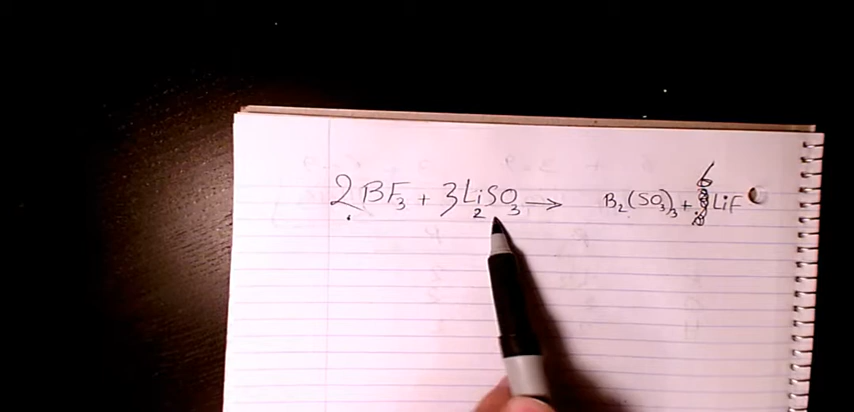 2BF₃ + 3Li₂SO₃ → B₂(SO₃)₃ + 6LiF